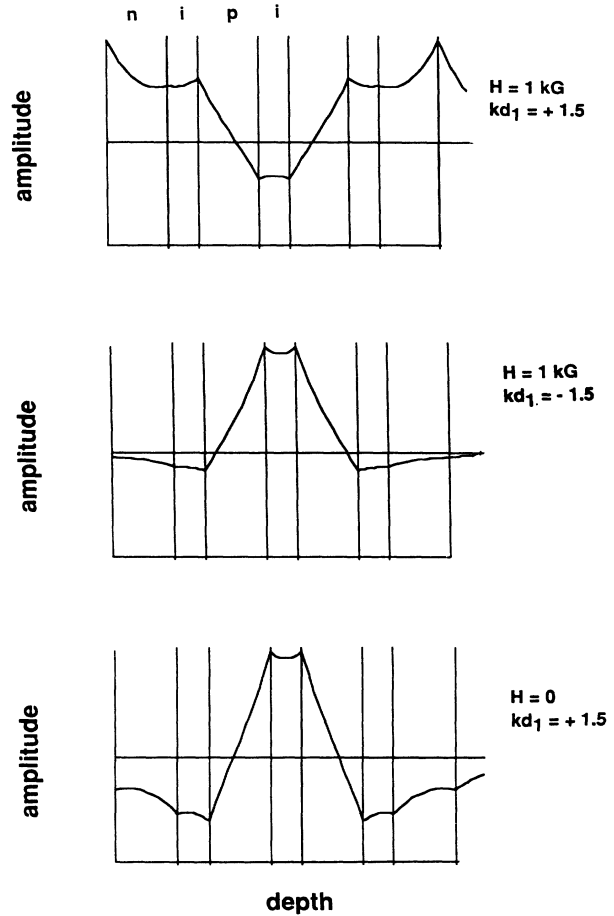 n i p i
amplitude
H = 1 kG
kd1 = + 1.5
amplitude
H = 1 kG
kd1. = - 1.5
amplitude
H = 0
kd1 = + 1.5
depth